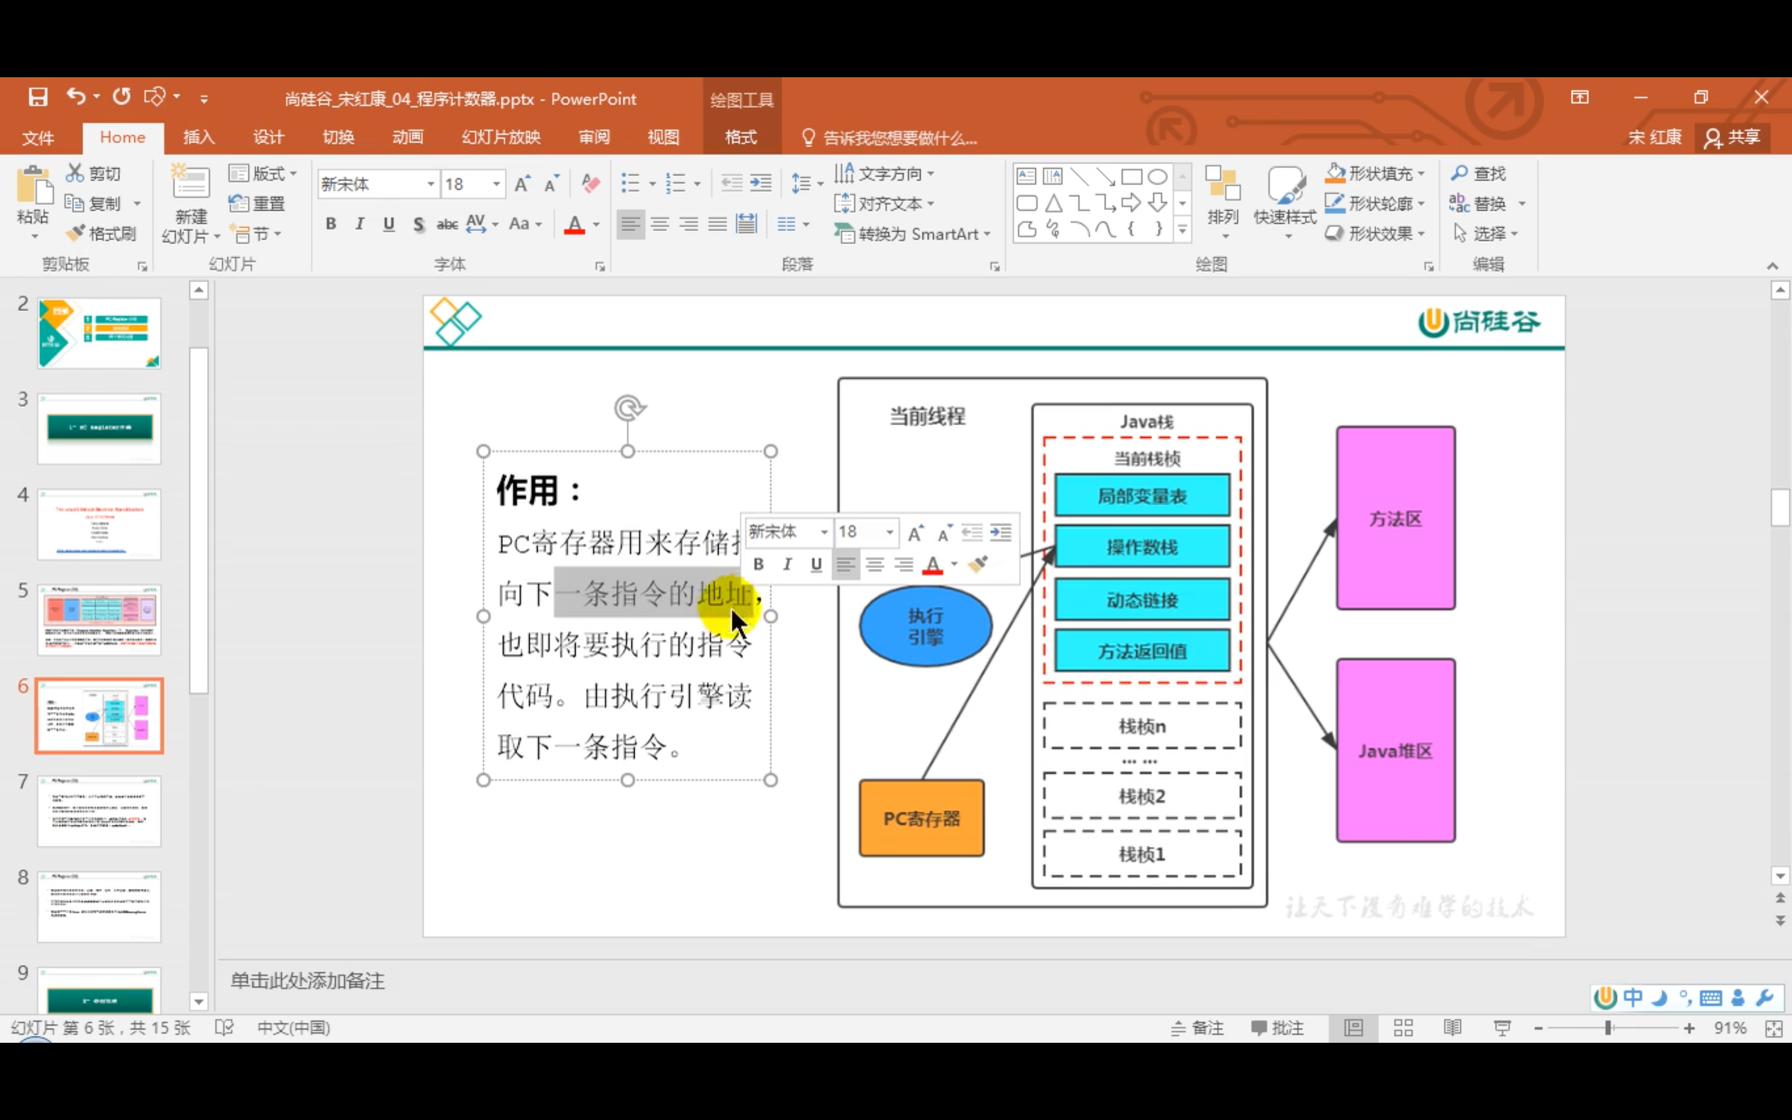 尚硅谷_宋红康_04_程序计数器.pptx - PowerPoint
绘图工具
文件 Home 插入 设计 切换 动画 幻灯片放映 审阅 视图 格式 告诉我您想要做什么... 宋 红康 共享
粘贴
剪切
复制
格式刷
剪贴板
新建
幻灯片
版式
重置
节
幻灯片
新宋体 18
B I U S abc AV Aa A
字体
文字方向
对齐文本
转换为 SmartArt
段落
排列
快速样式
形状填充
形状轮廓
形状效果
绘图
查找
替换
选择
编辑
2
3
4
5
6
7
8
9
尚硅谷
作用：
PC寄存器用来存储
向下一条指令的地址，
也即将要执行的指令
代码。由执行引擎读
取下一条指令。
新宋体 18
B I U A
当前线程
执行
引擎
PC寄存器
Java栈
当前栈桢
局部变量表
操作数栈
动态链接
方法返回值
栈桢n
... ...
栈桢2
栈桢1
方法区
Java堆区
让天下没有难学的技术
单击此处添加备注
中
幻灯片 第 6 张，共 15 张 中文(中国) 备注 批注 91%